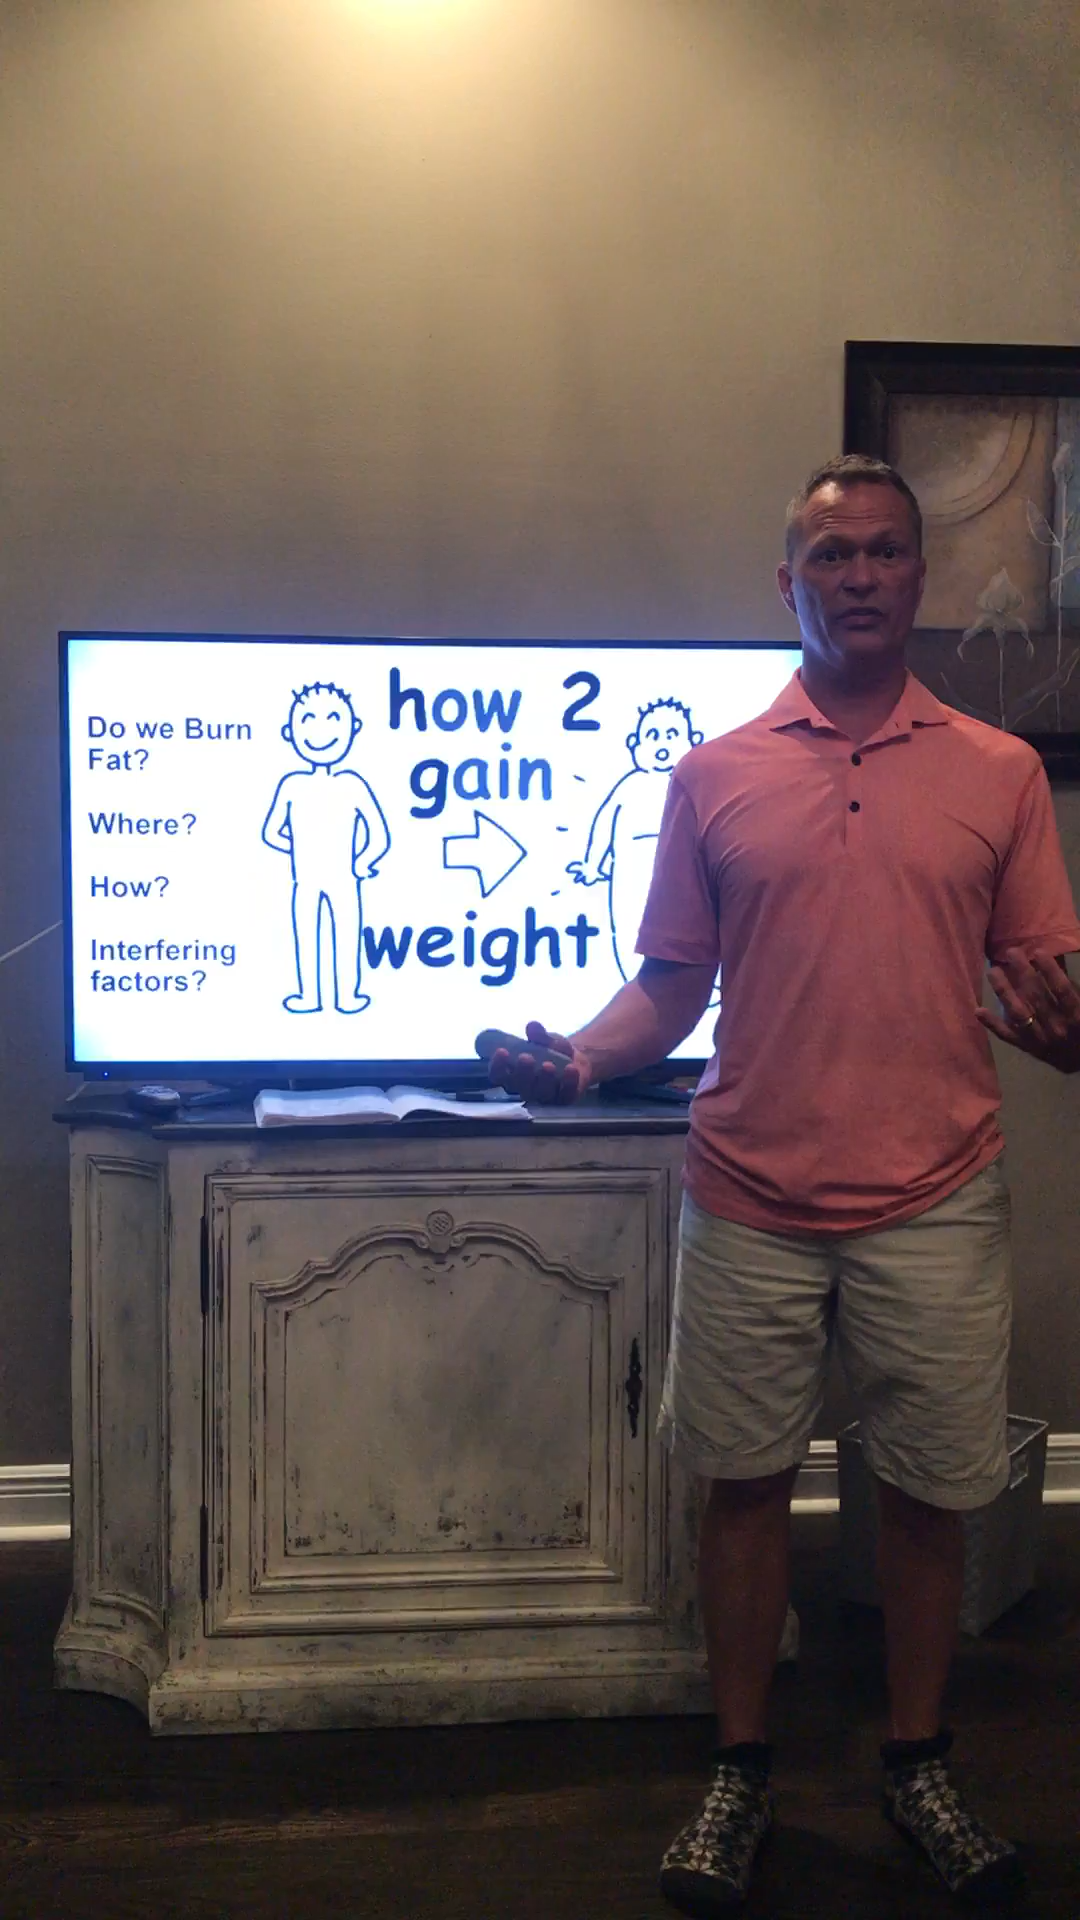 Do we Burn
Fat?
Where?
How?
Interfering
factors?
how 2
gain
weight